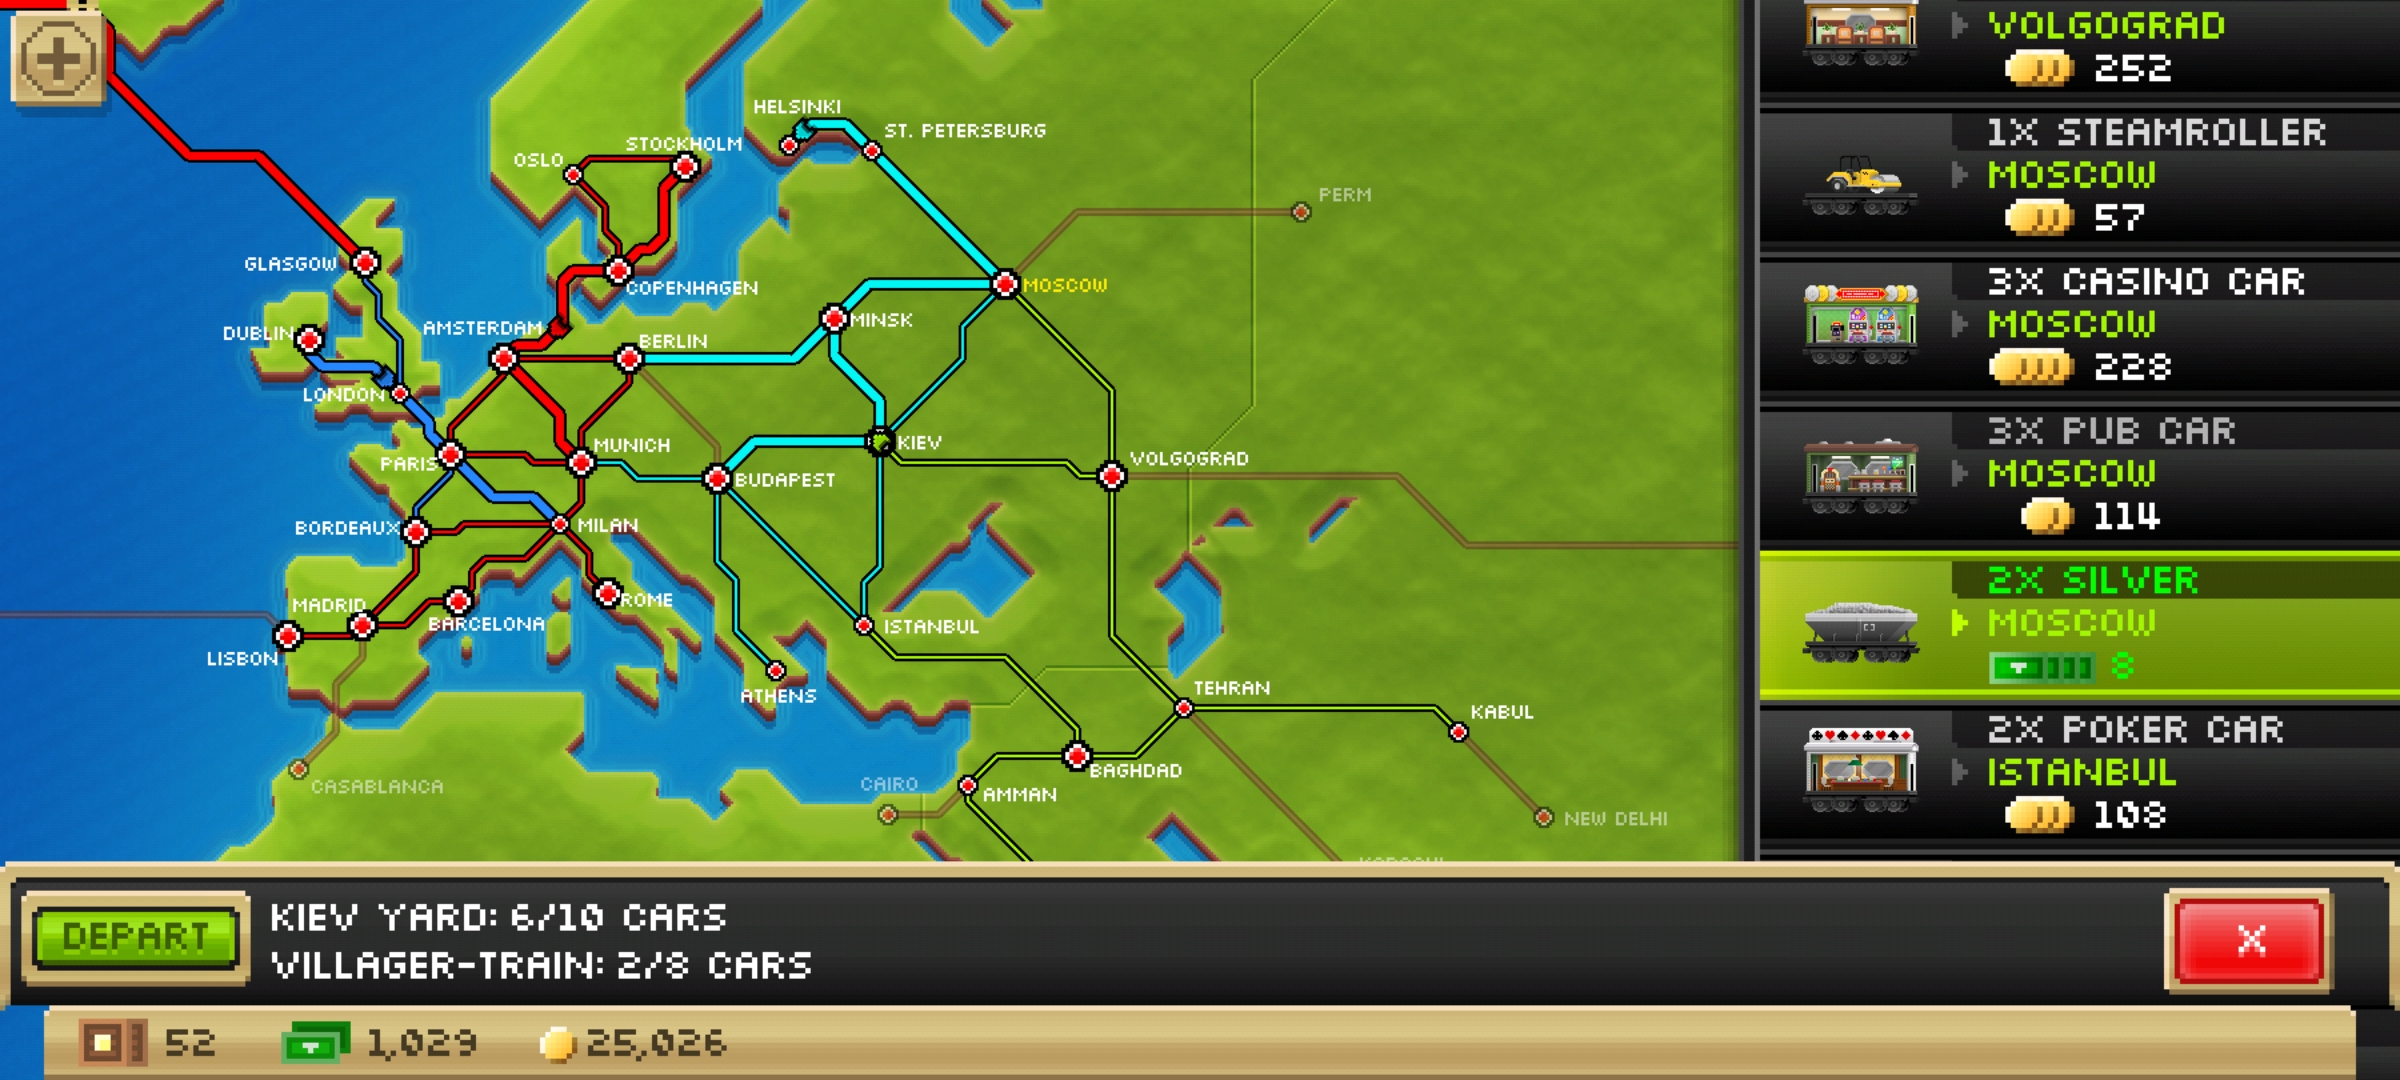 HELSINKI
ST. PETERSBURG
STOCKHOLM
OSLO
PERM
GLASGOW
COPENHAGEN
MOSCOW
DUBLIN
AMSTERDAM
BERLIN
MINSK
LONDON
PARIS
MUNICH
KIEV
BUDAPEST
VOLGOGRAD
BORDEAUX
MILAN
MADRID
BARCELONA
ROME
ISTANBUL
LISBON
ATHENS
TEHRAN
KABUL
CASABLANCA
CAIRO
BAGHDAD
AMMAN
NEW DELHI
VOLGOGRAD
252
1X STEAMROLLER
MOSCOW
57
3X CASINO CAR
MOSCOW
228
3X PUB CAR
MOSCOW
114
2X SILVER
MOSCOW
8
2X POKER CAR
ISTANBUL
108
DEPART
KIEV YARD: 6/10 CARS
VILLAGER-TRAIN: 2/8 CARS
X
52
1,029
25,026